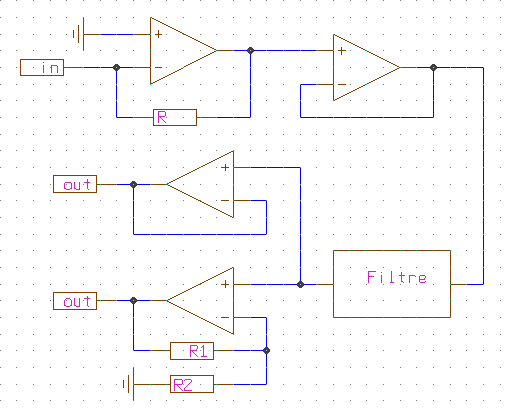 +
in
-
R
+
-
out
+
-
Filtre
out
+
-
R1
R2